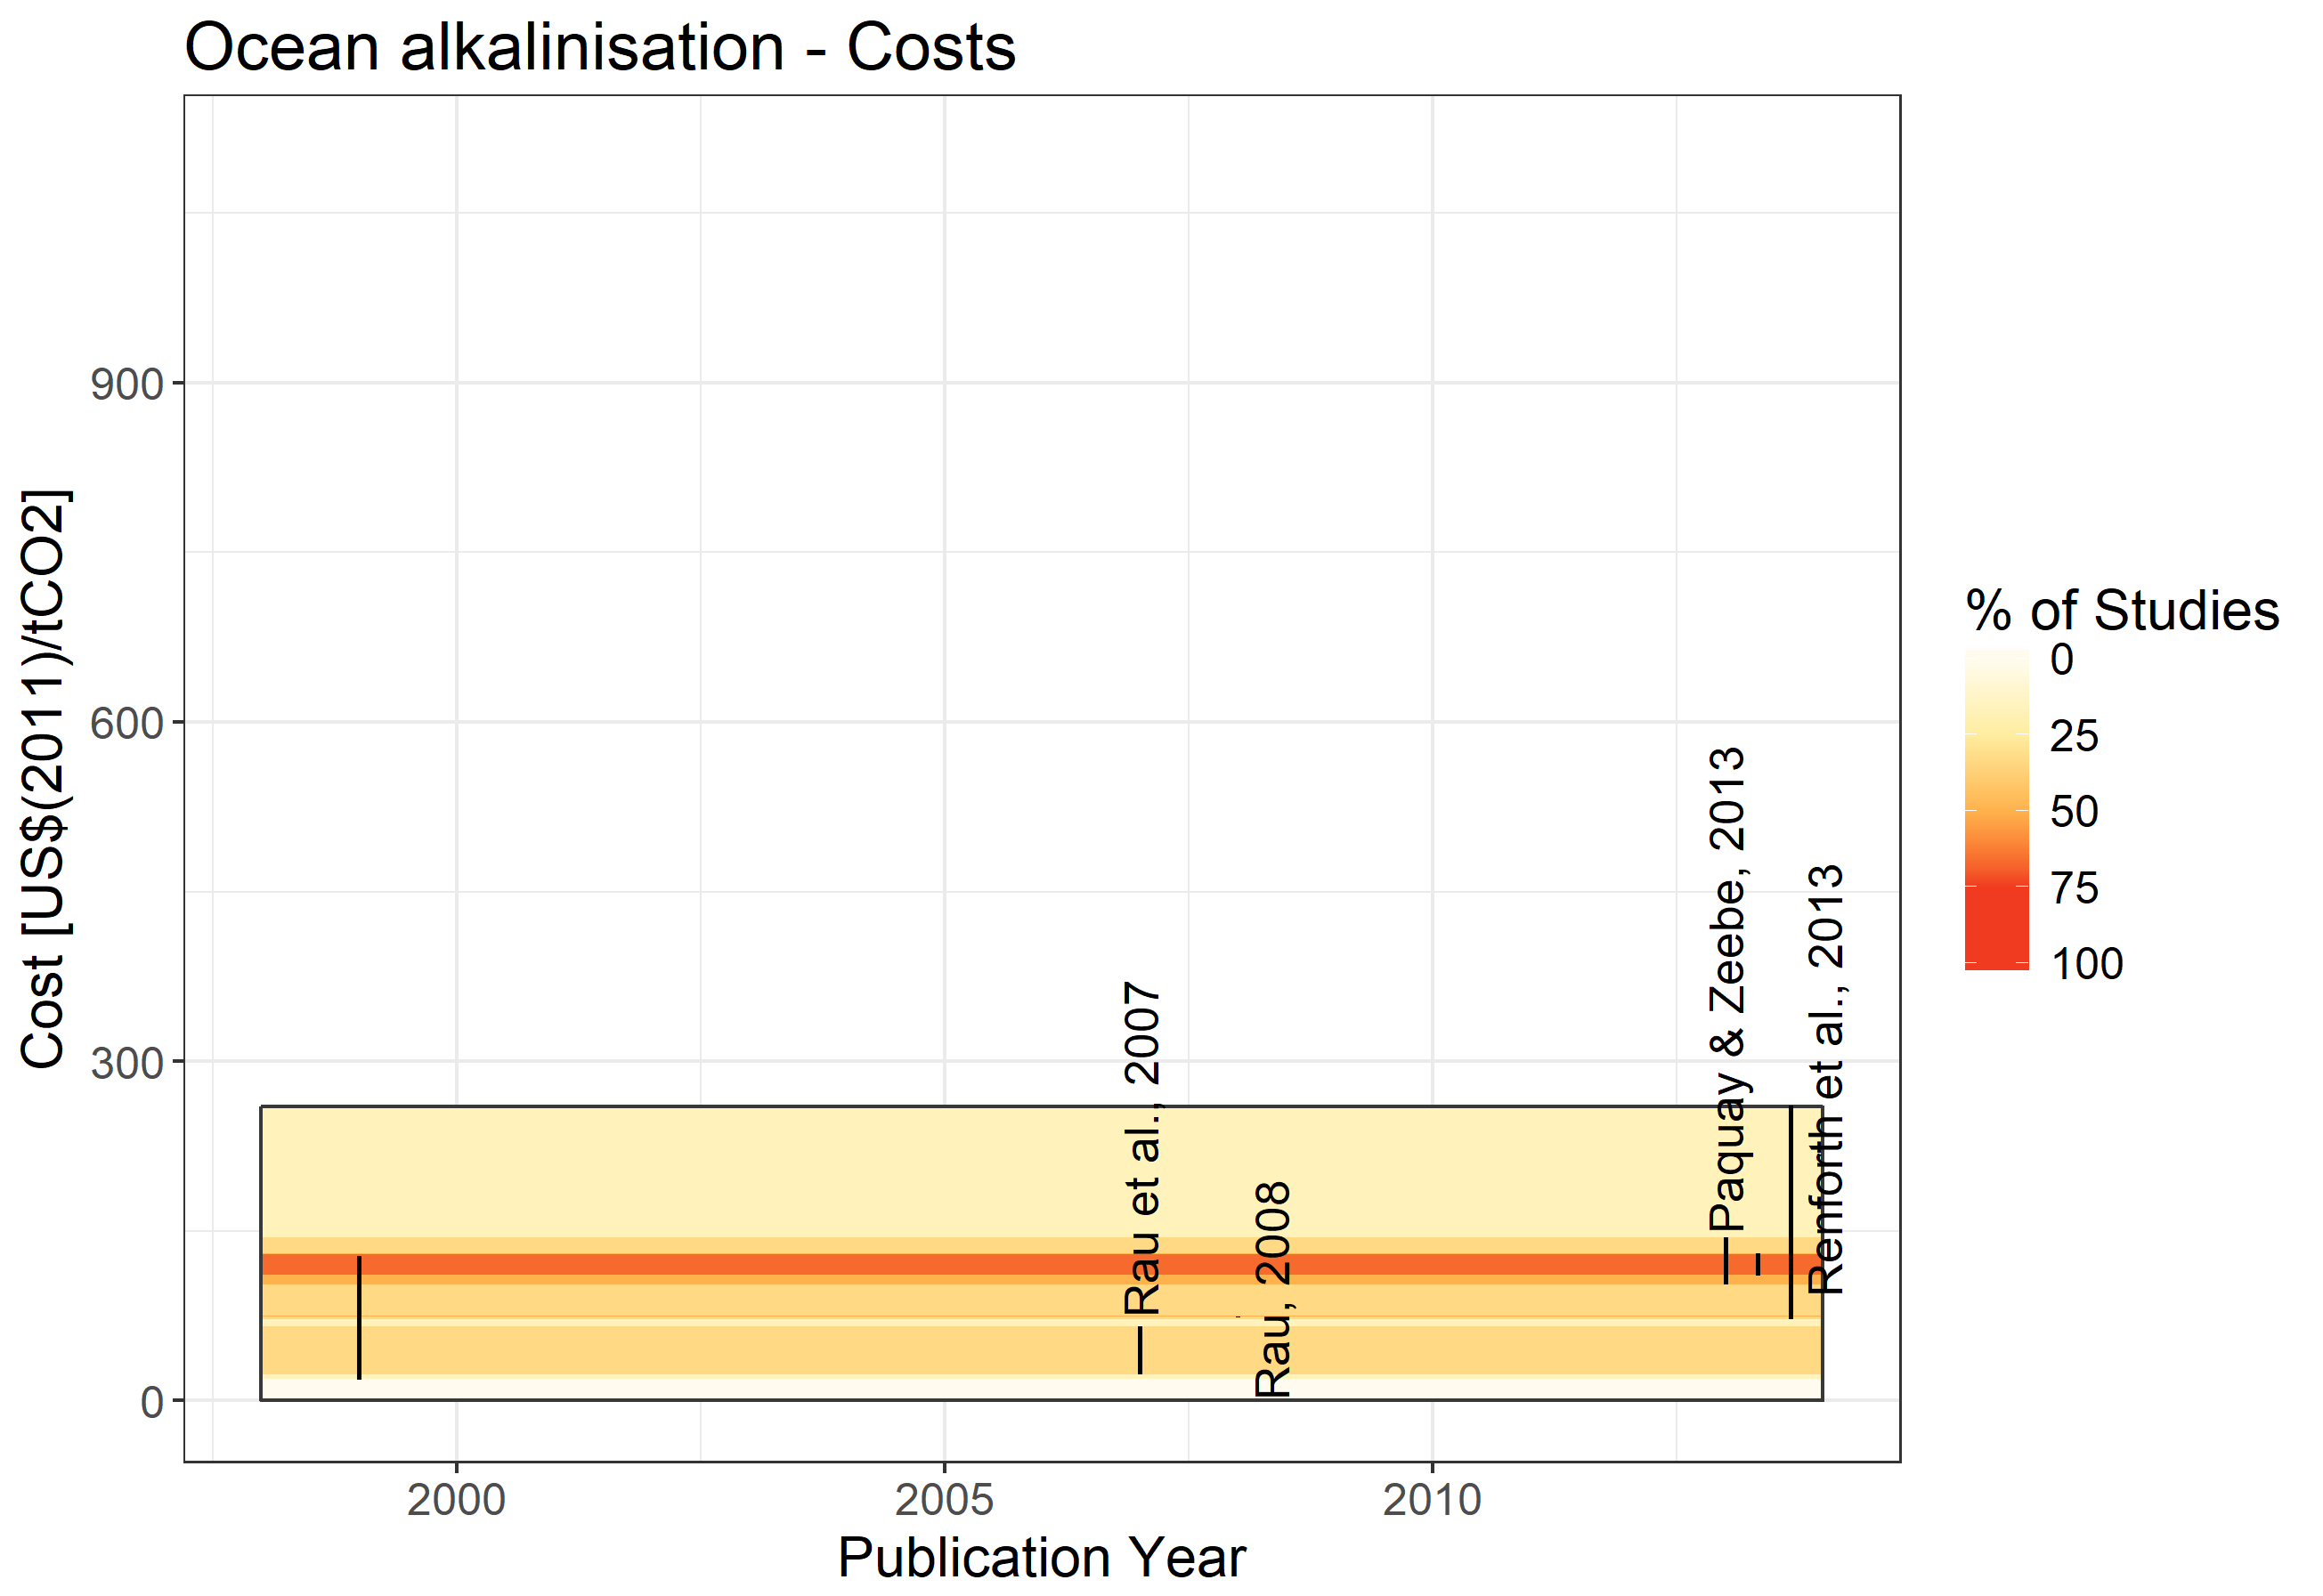 Ocean alkalinisation - Costs
Cost [US$(2011)/tCO2]
900
600
300
0
Rau et al., 2007
Rau, 2008
Paquay & Zeebe, 2013
Renforth et al., 2013
2000
2005
2010
Publication Year
% of Studies
0
25
50
75
100